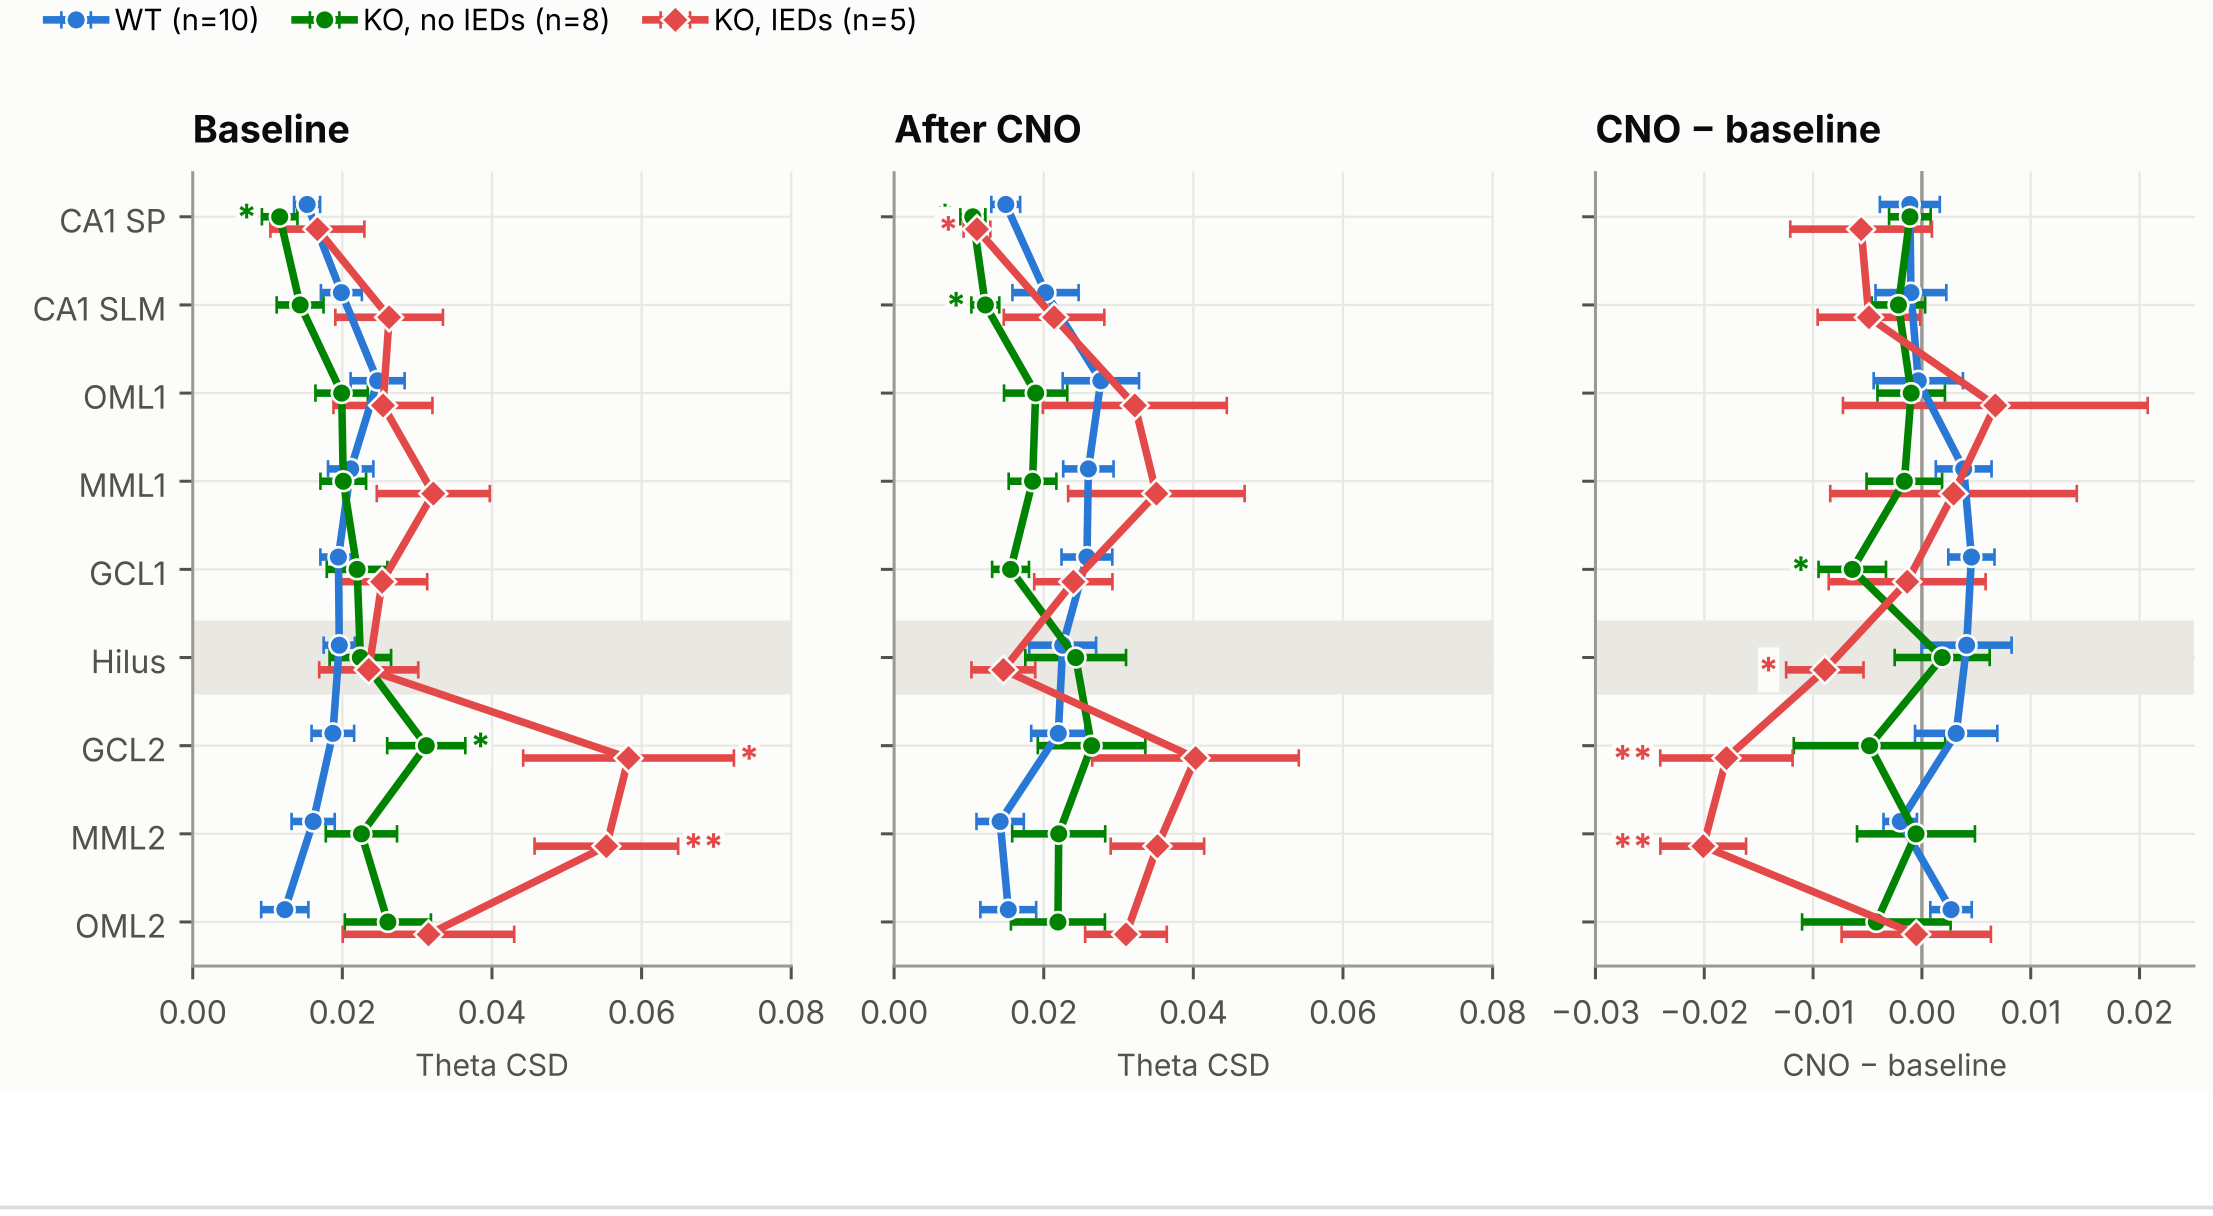 WT (n=10) KO, no IEDs (n=8) KO, IEDs (n=5)
Baseline After CNO CNO − baseline
CA1 SP * *
CA1 SLM *
OML1
MML1
GCL1 *
Hilus *
GCL2 * * **
MML2 ** **
OML2
0.00 0.02 0.04 0.06 0.08 0.00 0.02 0.04 0.06 0.08 −0.03 −0.02 −0.01 0.00 0.01 0.02
Theta CSD Theta CSD CNO − baseline